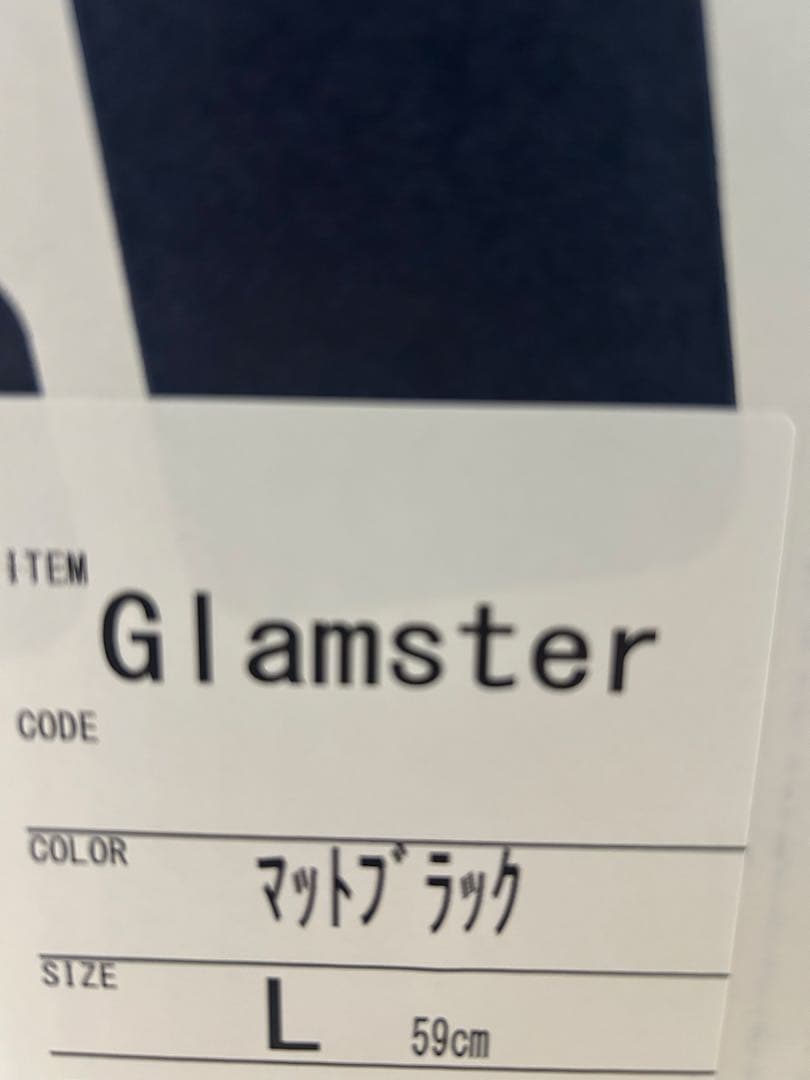 ITEM
Glamster
CODE
COLOR ﾏｯﾄﾌﾞﾗｯｸ
SIZE L 59cm